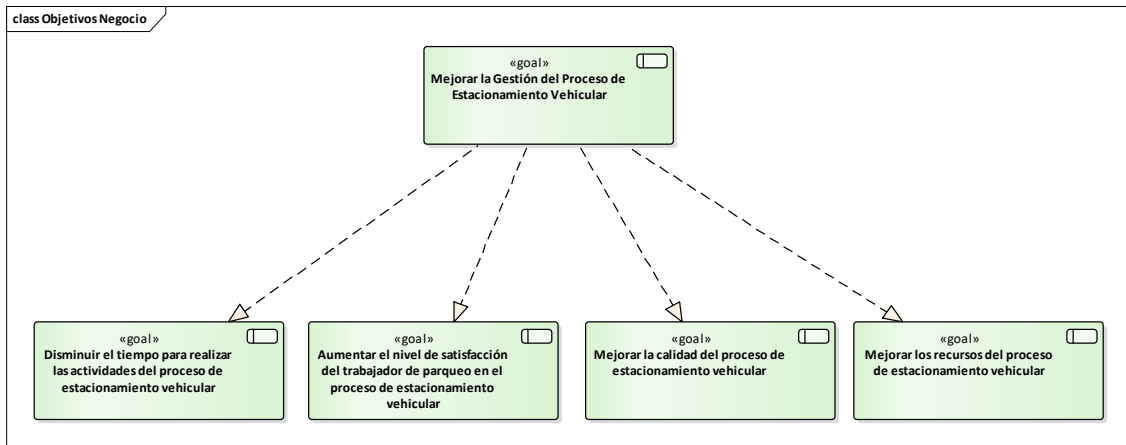 class Objetivos Negocio
«goal»
Mejorar la Gestión del Proceso de
Estacionamiento Vehicular
«goal»
Disminuir el tiempo para realizar
las actividades del proceso de
estacionamiento vehicular
«goal»
Aumentar el nivel de satisfacción
del trabajador de parqueo en el
proceso de estacionamiento
vehicular
«goal»
Mejorar la calidad del proceso de
estacionamiento vehicular
«goal»
Mejorar los recursos del proceso
de estacionamiento vehicular